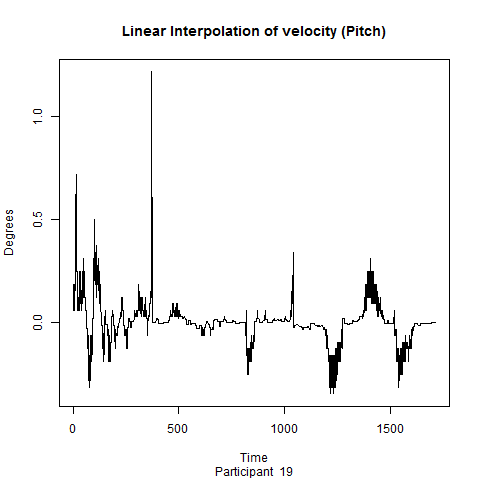 Linear Interpolation of velocity (Pitch)
Degrees
1.0
0.5
0.0
0 500 1000 1500
Time
Participant 19